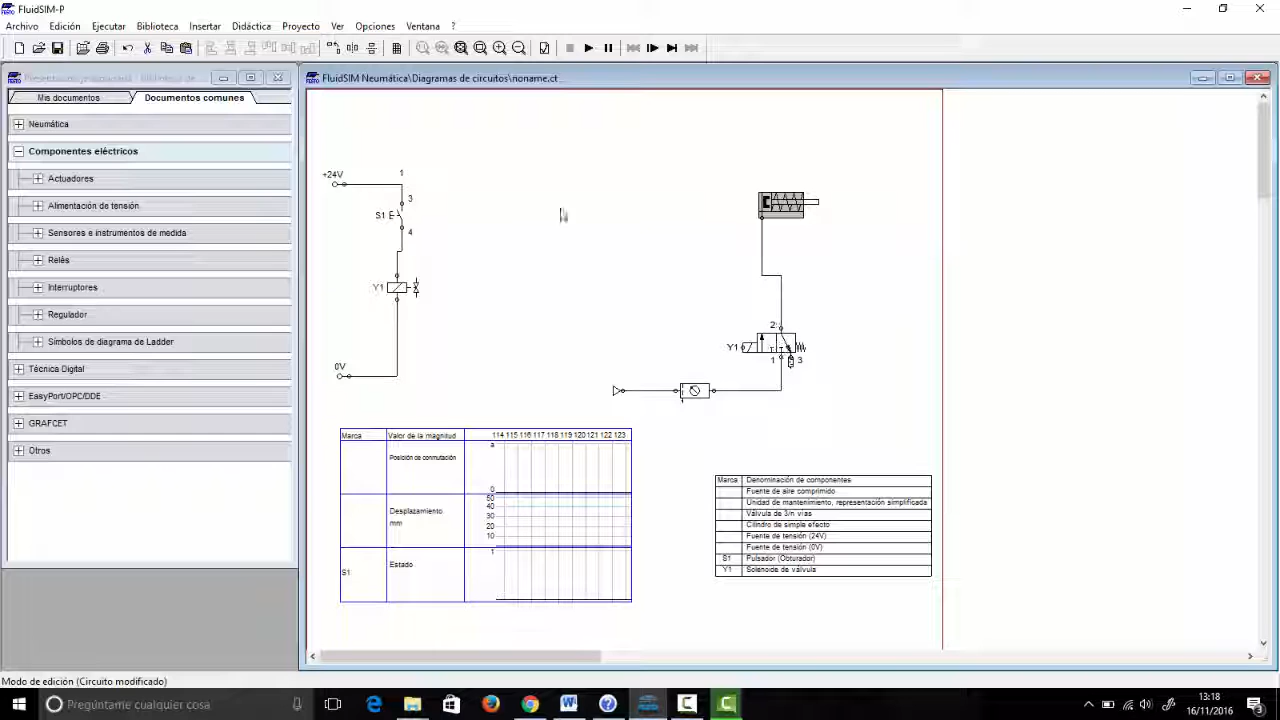 FluidSIM-P
Archivo Edición Ejecutar Biblioteca Insertar Didáctica Proyecto Ver Opciones Ventana ?
FluidSIM Neumática\Diagramas de circuitos\noname.ct
Mis documentos Documentos comunes
Neumática
Componentes eléctricos
Actuadores
Alimentación de tensión
Sensores e instrumentos de medida
Relés
Interruptores
Regulador
Símbolos de diagrama de Ladder
Técnica Digital
EasyPort/OPC/DDE
GRAFCET
Otros
+24V
1
3
S1
4
Y1
0V
2
Y1
1 3
Marca Valor de la magnitud 114 115 116 117 118 119 120 121 122 123
Posición de conmutación
a
0
Desplazamiento
mm
50
40
30
20
10
S1 Estado
1
Marca Denominación de componentes
Fuente de aire comprimido
Unidad de mantenimiento, representación simplificada
Válvula de 3/n vías
Cilindro de simple efecto
Fuente de tensión (24V)
Fuente de tensión (0V)
S1 Pulsador (Obturador)
Y1 Solenoide de válvula
Modo de edición (Circuito modificado)
Pregúntame cualquier cosa
13:18
16/11/2016